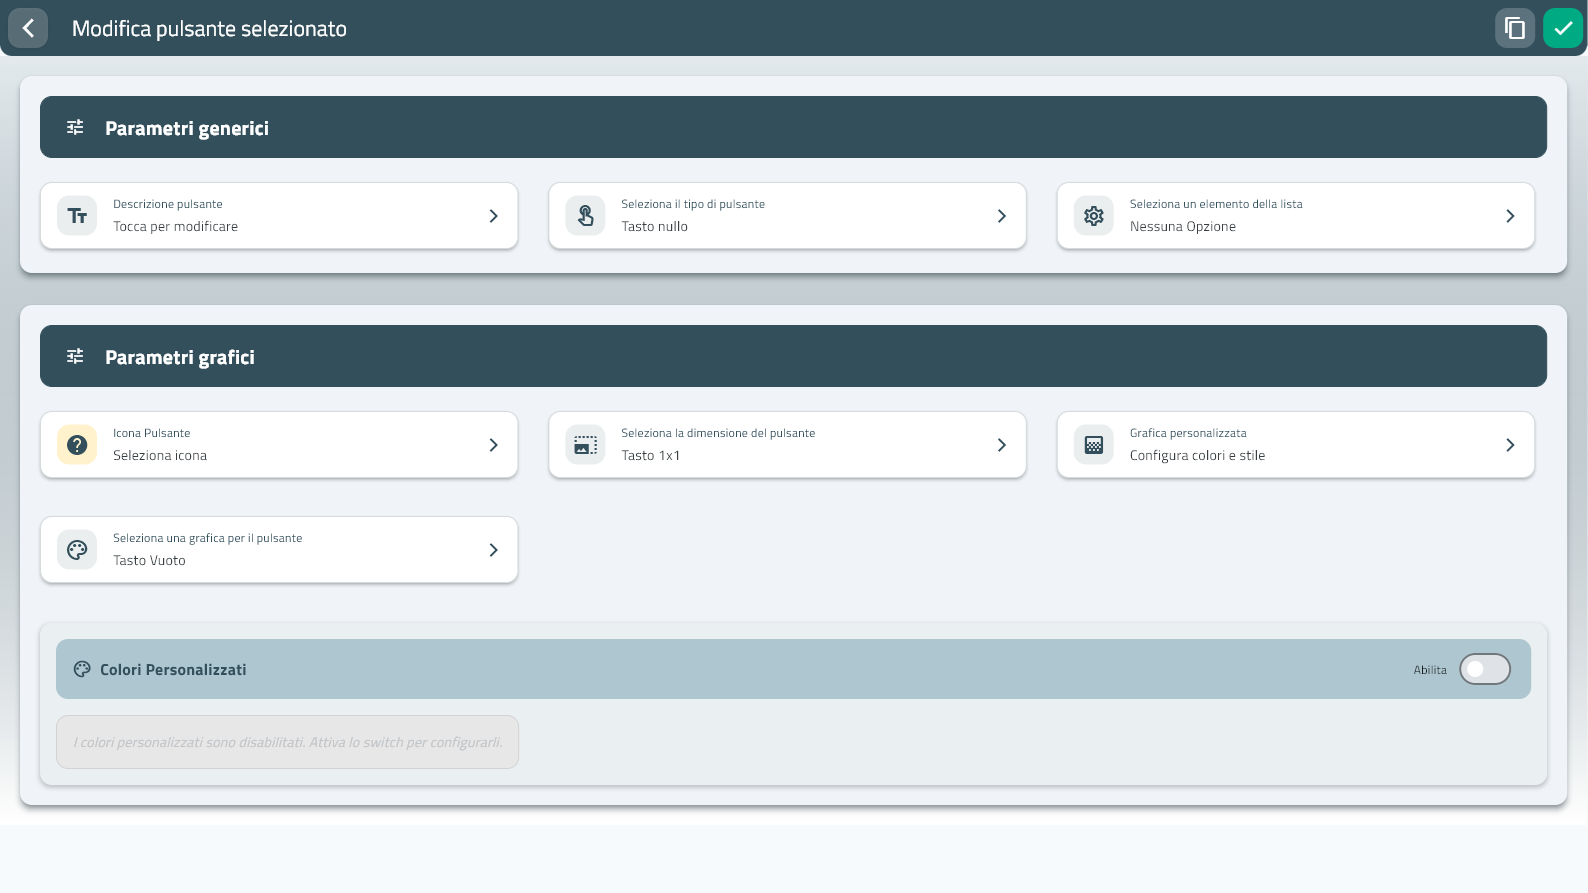 Modifica pulsante selezionato
Parametri generici
Descrizione pulsante
Tocca per modificare
Seleziona il tipo di pulsante
Tasto nullo
Seleziona un elemento della lista
Nessuna Opzione
Parametri grafici
Icona Pulsante
Seleziona icona
Seleziona la dimensione del pulsante
Tasto 1x1
Grafica personalizzata
Configura colori e stile
Seleziona una grafica per il pulsante
Tasto Vuoto
Colori Personalizzati
Abilita
I colori personalizzati sono disabilitati. Attiva lo switch per configurarli.